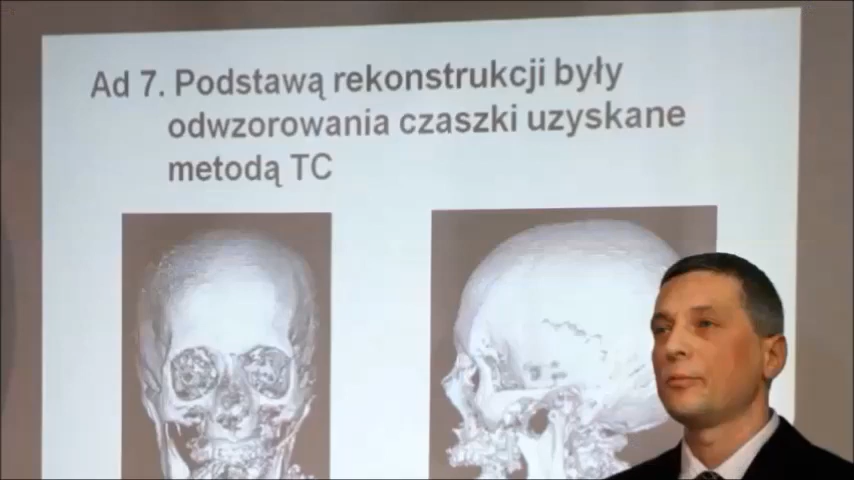 Ad 7. Podstawą rekonstrukcji były
odwzorowania czaszki uzyskane
metodą TC